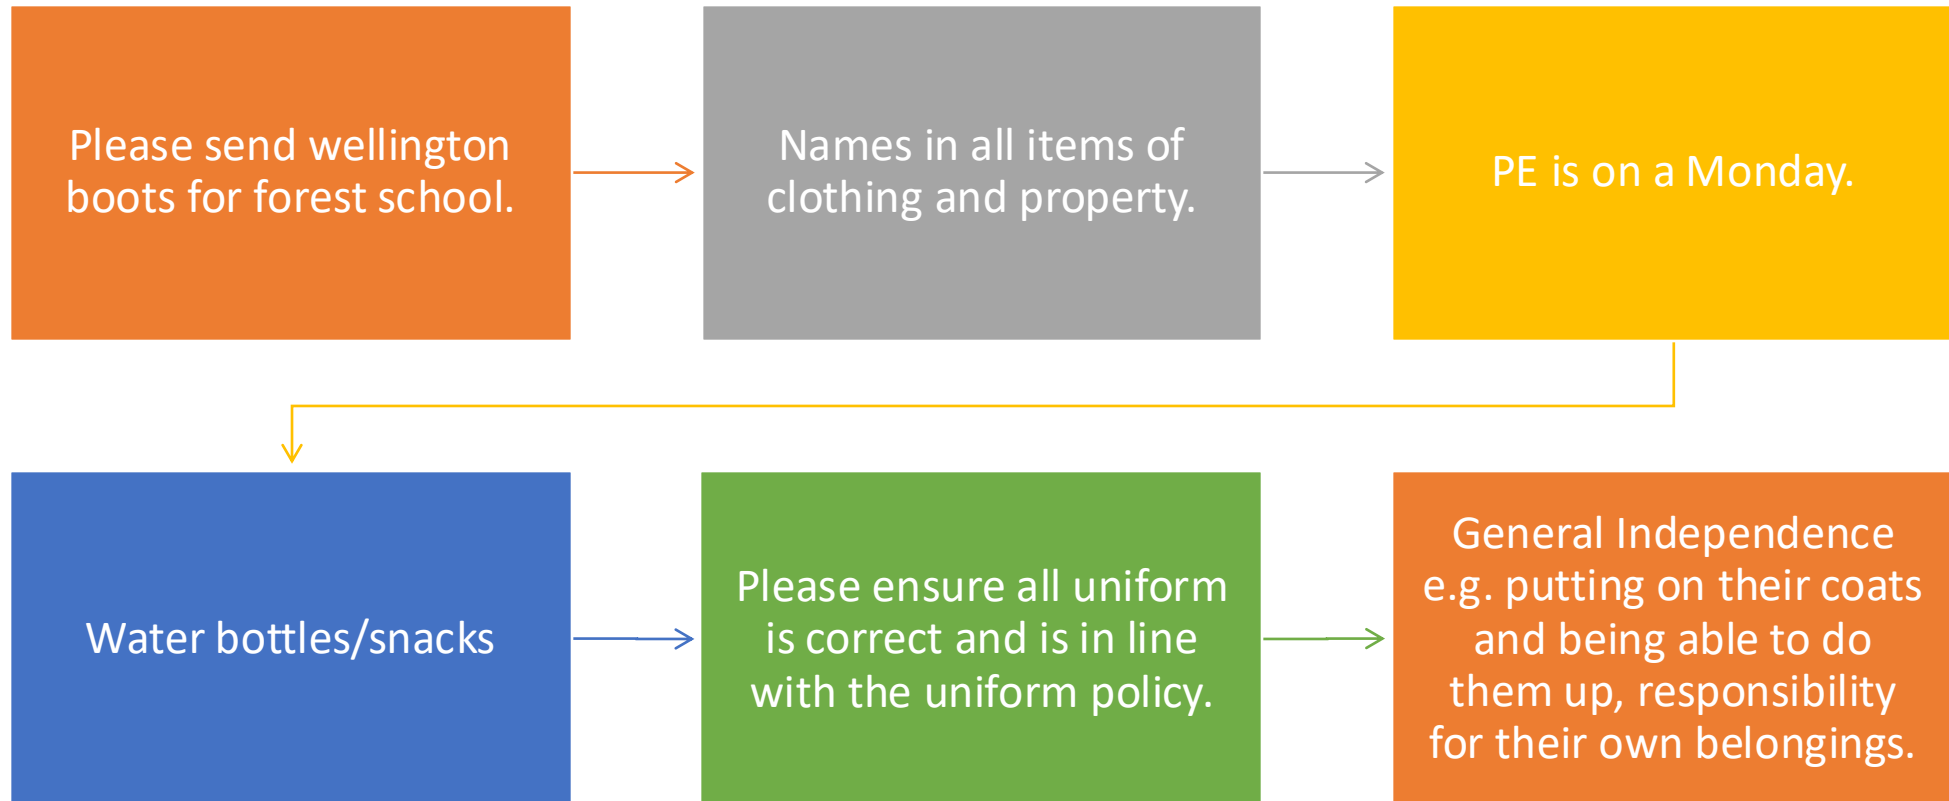 Please send wellington
boots for forest school.
Names in all items of
clothing and property.
PE is on a Monday.
Water bottles/snacks
Please ensure all uniform
is correct and is in line
with the uniform policy.
General Independence
e.g. putting on their coats
and being able to do
them up, responsibility
for their own belongings.